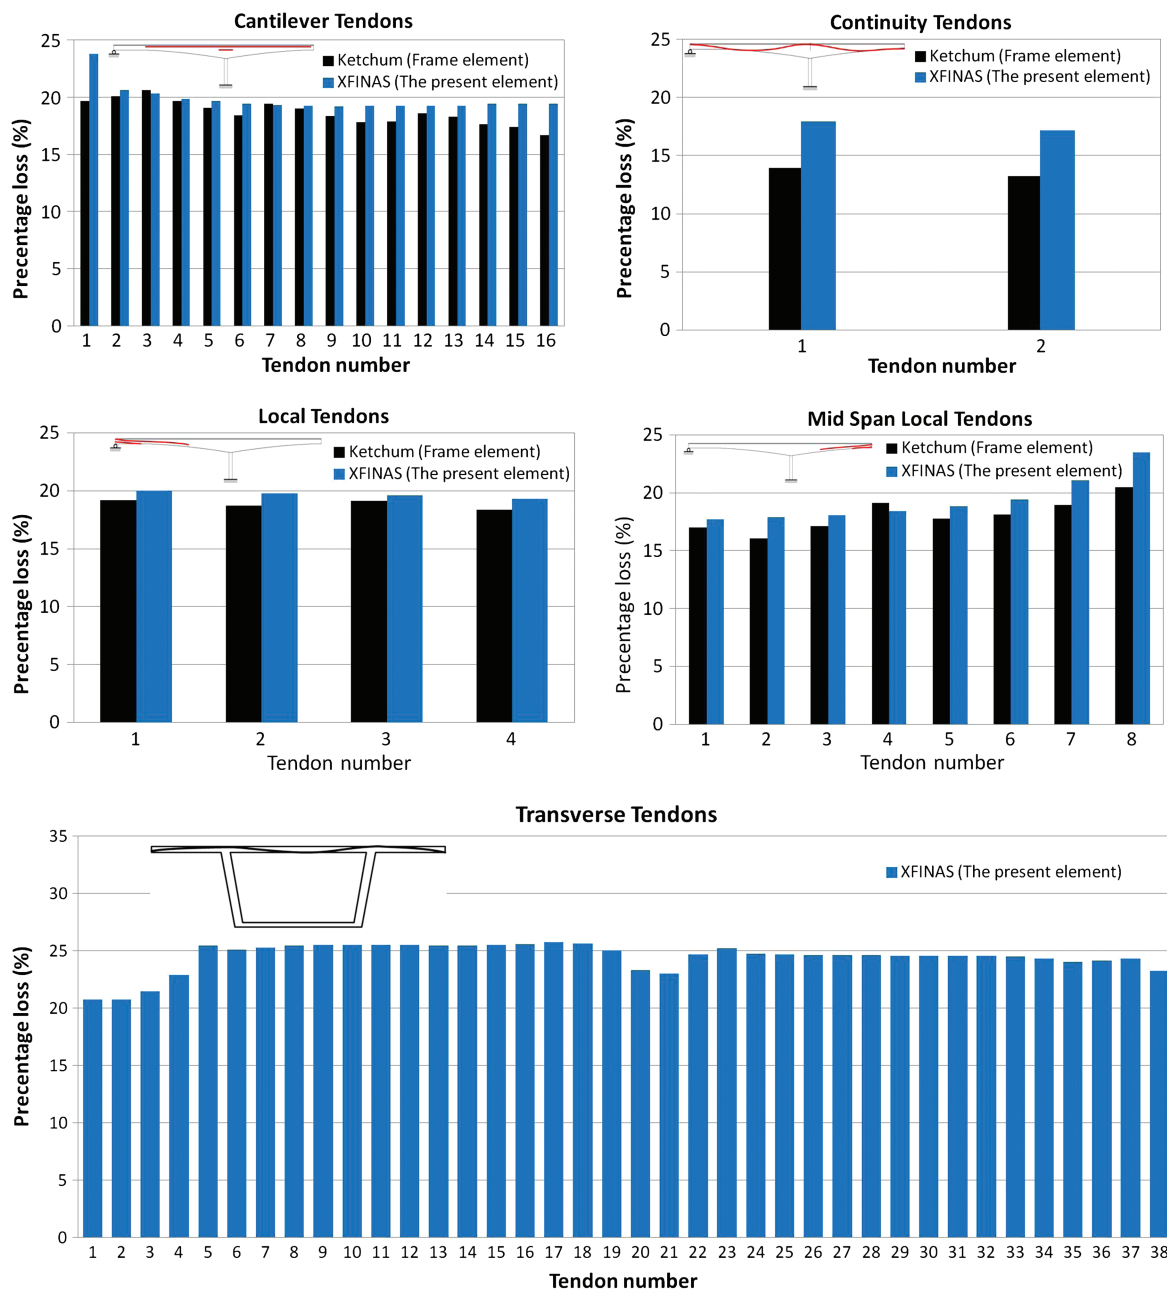 Cantilever Tendons
25
20
15
10
5
0
Precentage loss (%)
Ketchum (Frame element)
XFINAS (The present element)
1 2 3 4 5 6 7 8 9 10 11 12 13 14 15 16
Tendon number
Continuity Tendons
25
20
15
10
5
0
Precentage loss (%)
Ketchum (Frame element)
XFINAS (The present element)
1 2
Tendon number
Local Tendons
25
20
15
10
5
0
Precentage loss (%)
Ketchum (Frame element)
XFINAS (The present element)
1 2 3 4
Tendon number
Mid Span Local Tendons
25
20
15
10
5
0
Precentage loss (%)
Ketchum (Frame element)
XFINAS (The present element)
1 2 3 4 5 6 7 8
Tendon number
Transverse Tendons
35
30
25
20
15
10
5
0
Precentage loss (%)
XFINAS (The present element)
1 2 3 4 5 6 7 8 9 10 11 12 13 14 15 16 17 18 19 20 21 22 23 24 25 26 27 28 29 30 31 32 33 34 35 36 37 38
Tendon number